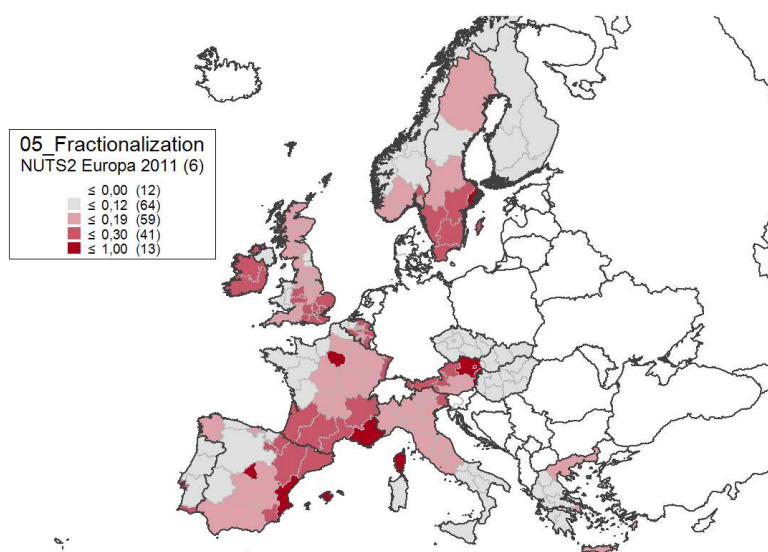 05_Fractionalization
NUTS2 Europa 2011 (6)
≤ 0,00 (12)
≤ 0,12 (64)
≤ 0,19 (59)
≤ 0,30 (41)
≤ 1,00 (13)